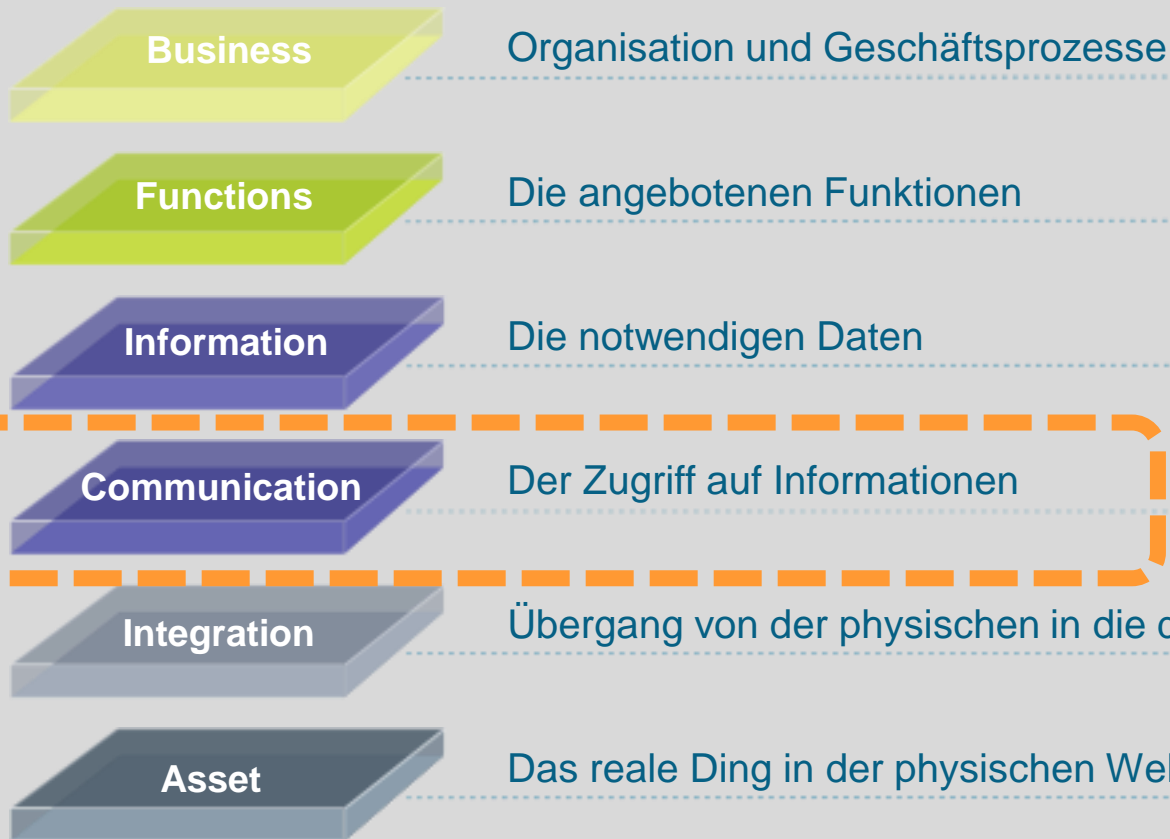 Business
Organisation und Geschäftsprozesse
Functions
Die angebotenen Funktionen
Information
Die notwendigen Daten
Communication
Der Zugriff auf Informationen
Integration
Übergang von der physischen in die
Asset
Das reale Ding in der physischen